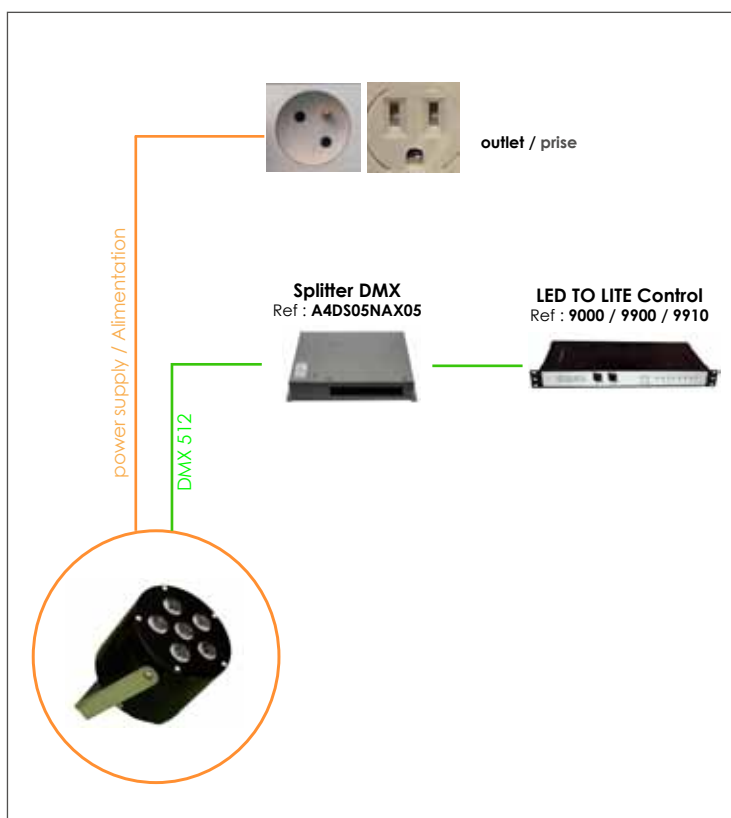 outlet / prise
Splitter DMX
Ref : A4DS05NAX05
LED TO LITE Control
Ref : 9000 / 9900 / 9910
power supply / Alimentation
DMX 512